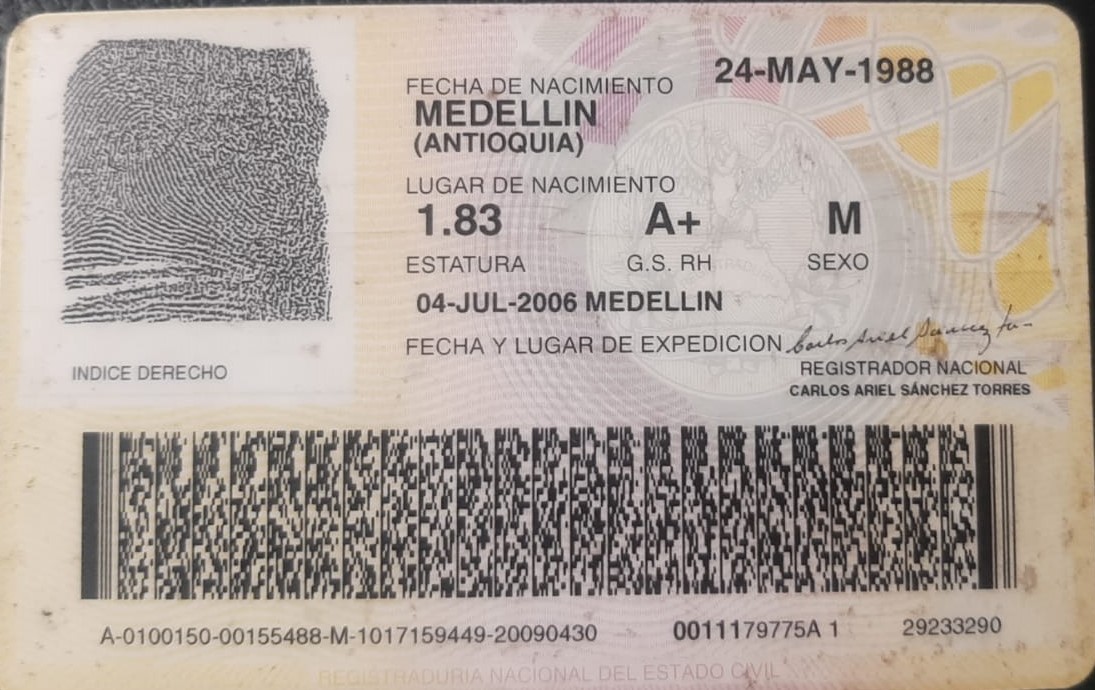 24-MAY-1988
FECHA DE NACIMIENTO
MEDELLIN
(ANTIOQUIA)
LUGAR DE NACIMIENTO
1.83 A+ M
ESTATURA G.S. RH SEXO
04-JUL-2006 MEDELLIN
FECHA Y LUGAR DE EXPEDICION
INDICE DERECHO
REGISTRADOR NACIONAL
CARLOS ARIEL SÁNCHEZ TORRES
A-0100150-00155488-M-1017159449-20090430 0011179775A 1 29233290
REGISTRADURIA NACIONAL DEL ESTADO CIVIL